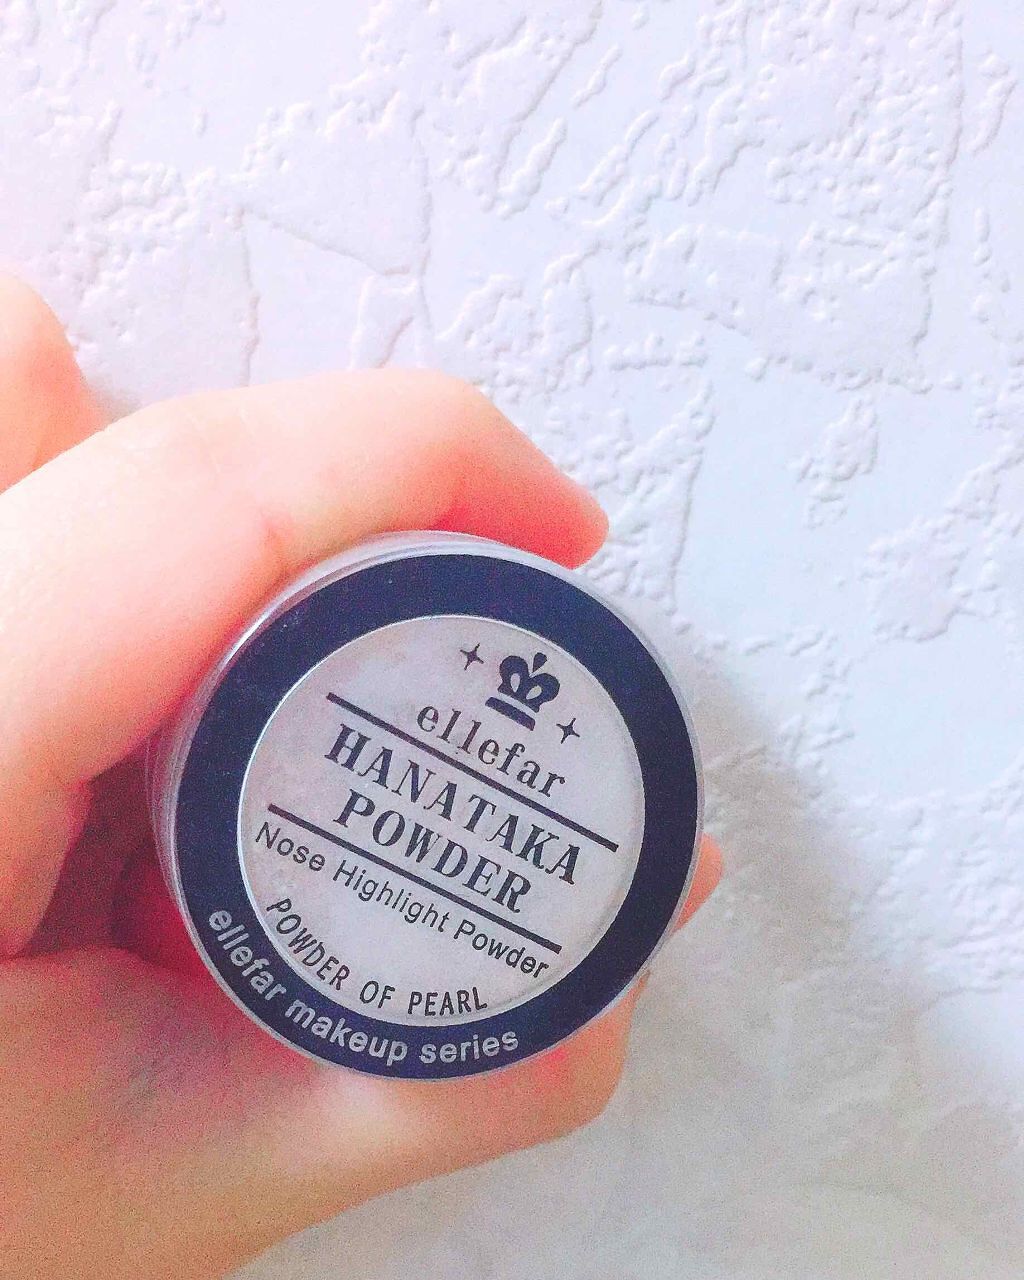 ellefar
HANATAKA
POWDER
Nose Highlight Powder
POWDER OF PEARL
ellefar makeup series